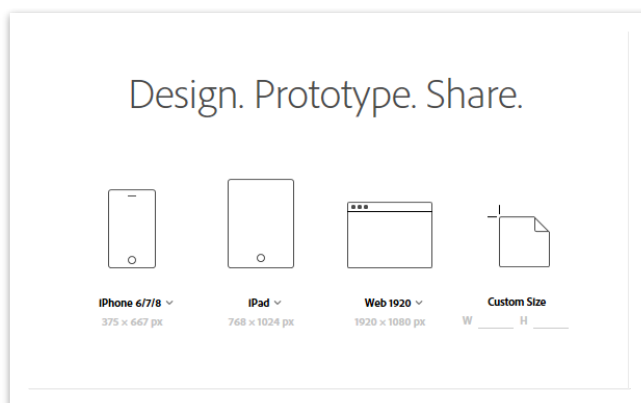 Design. Prototype. Share.
iPhone 6/7/8
iPad
Web 1920
Custom Size
375 x 667 px
768 x 1024 px
1920 x 1080 px
W H